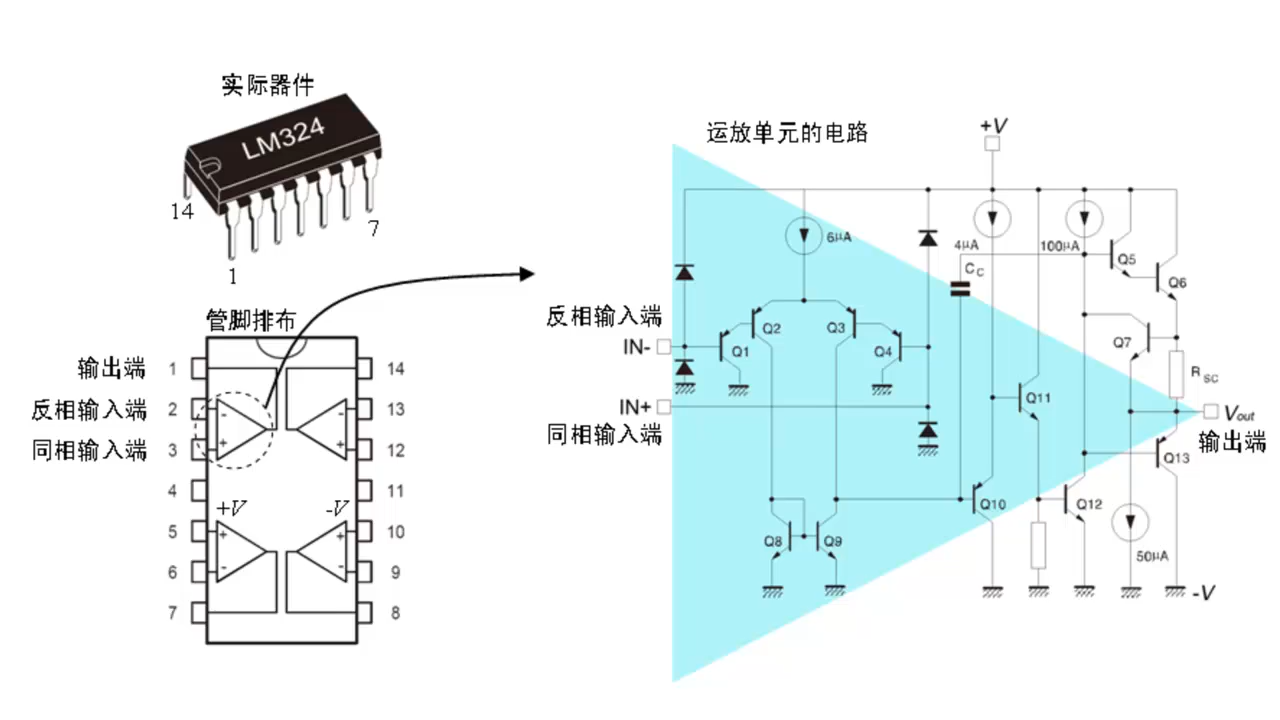 实际器件
LM324
14
7
1
管脚排布
输出端 1
反相输入端 2
同相输入端 3
4
5
6
7
14
13
12
11
10
9
8
-
+
-
+
+V
-V
+
-
+
-
运放单元的电路
+V
6μA
4μA
100μA
CC
Q5
Q6
反相输入端
IN-
Q1
Q2
Q3
Q4
Q7
RSC
IN+
同相输入端
Q11
Vout
输出端
Q13
Q10
Q12
Q8
Q9
50μA
-V